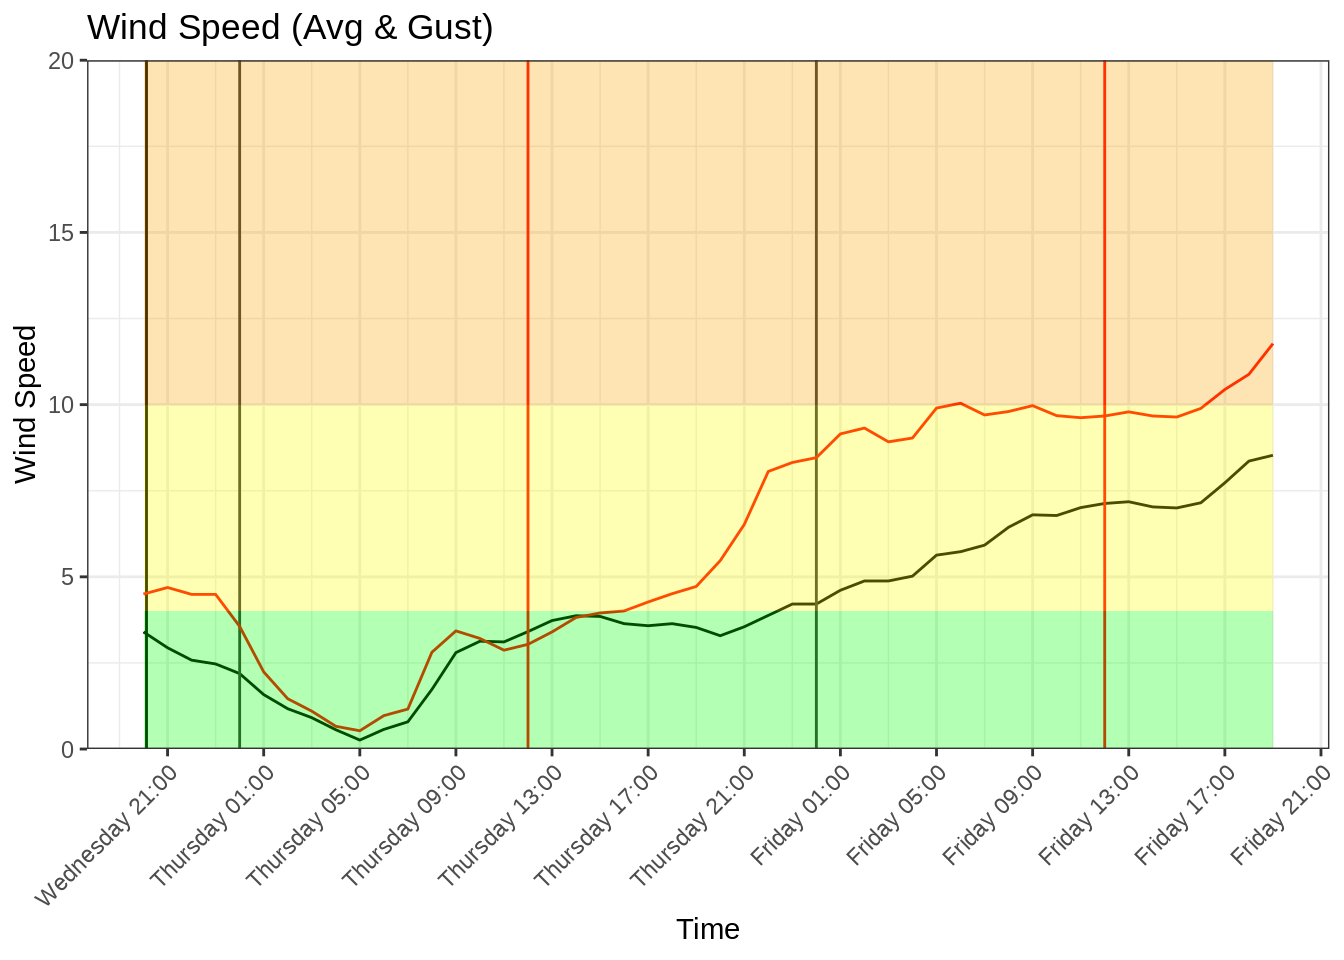 Wind Speed (Avg & Gust)
20
15
10
5
0
Wind Speed
Wednesday 21:00
Thursday 01:00
Thursday 05:00
Thursday 09:00
Thursday 13:00
Thursday 17:00
Thursday 21:00
Friday 01:00
Friday 05:00
Friday 09:00
Friday 13:00
Friday 17:00
Friday 21:00
Time